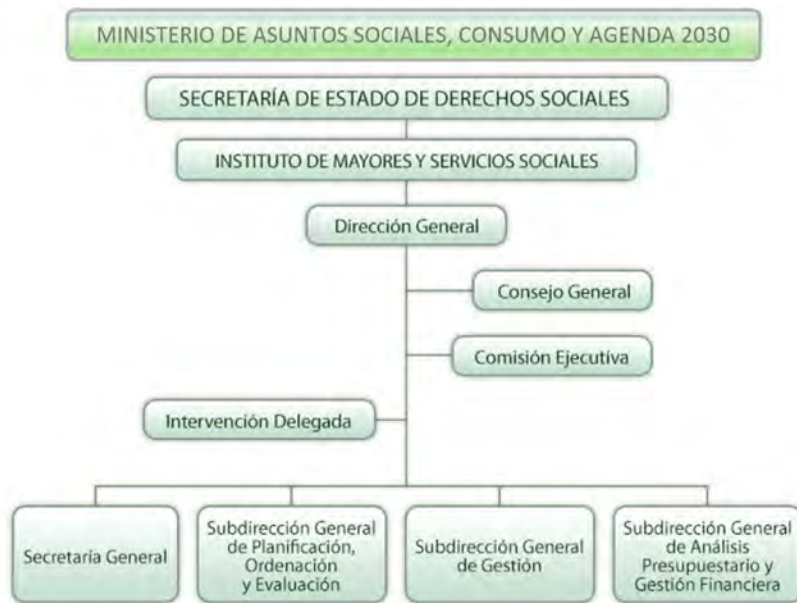 MINISTERIO DE ASUNTOS SOCIALES, CONSUMO Y AGENDA 2030
SECRETARÍA DE ESTADO DE DERECHOS SOCIALES
INSTITUTO DE MAYORES Y SERVICIOS SOCIALES
Dirección General
Consejo General
Comisión Ejecutiva
Intervención Delegada
Secretaría General
Subdirección General
de Planificación,
Ordenación
y Evaluación
Subdirección General
de Gestión
Subdirección General
de Análisis
Presupuestario y
Gestión Financiera